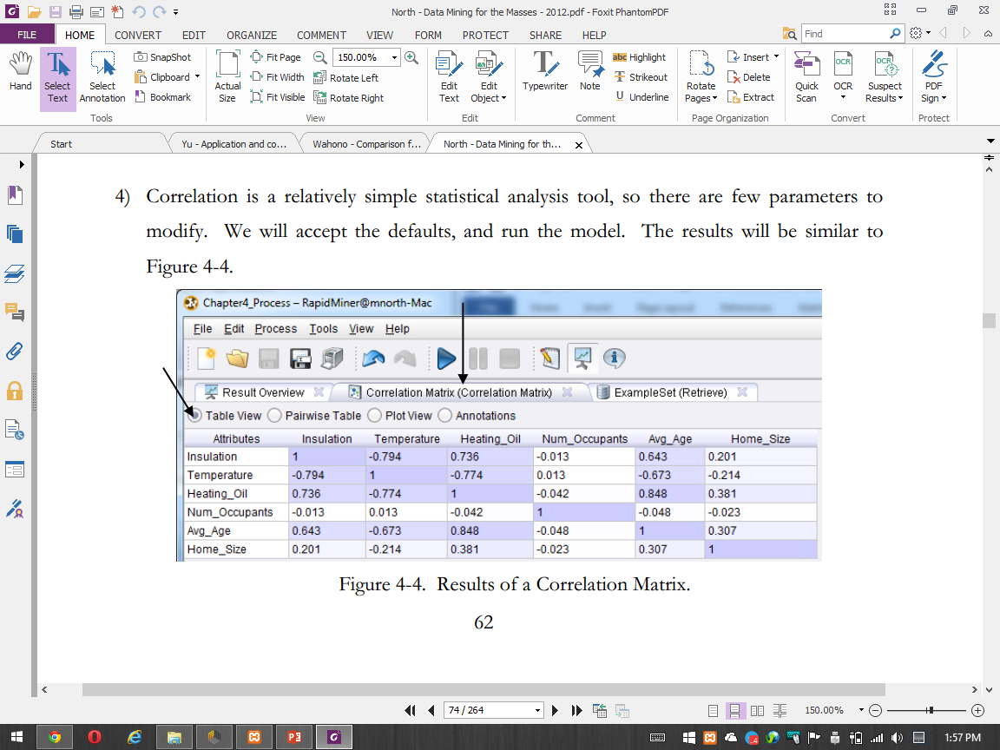 North - Data Mining for the Masses - 2012.pdf - Foxit PhantomPDF
FILE HOME CONVERT EDIT ORGANIZE COMMENT VIEW FORM PROTECT SHARE HELP Find
Hand
Select Text
Select Annotation
SnapShot
Clipboard
Bookmark
Tools
Actual Size
Fit Page
Fit Width
Fit Visible
150.00%
Rotate Left
Rotate Right
View
Edit Text
Edit Object
Edit
Typewriter
Note
abc Highlight
Strikeout
U Underline
Comment
Rotate Pages
Insert
Delete
Extract
Page Organization
Quick Scan
OCR
OCR
OCR
Suspect Results
Convert
PDF Sign
Protect
Start Yu - Application and co... Wahono - Comparison f... North - Data Mining for th...
4) Correlation is a relatively simple statistical analysis tool, so there are few parameters to
modify. We will accept the defaults, and run the model. The results will be similar to
Figure 4-4.
Chapter4_Process – RapidMiner@mnorth-Mac
File Edit Process Tools View Help
Result Overview Correlation Matrix (Correlation Matrix) ExampleSet (Retrieve)
Table View Pairwise Table Plot View Annotations
Attributes Insulation Temperature Heating_Oil Num_Occupants Avg_Age Home_Size
Insulation 1 -0.794 0.736 -0.013 0.643 0.201
Temperature -0.794 1 -0.774 0.013 -0.673 -0.214
Heating_Oil 0.736 -0.774 1 -0.042 0.848 0.381
Num_Occupants -0.013 0.013 -0.042 1 -0.048 -0.023
Avg_Age 0.643 -0.673 0.848 -0.048 1 0.307
Home_Size 0.201 -0.214 0.381 -0.023 0.307 1
Figure 4-4. Results of a Correlation Matrix.
62
74 / 264 150.00%
1:57 PM